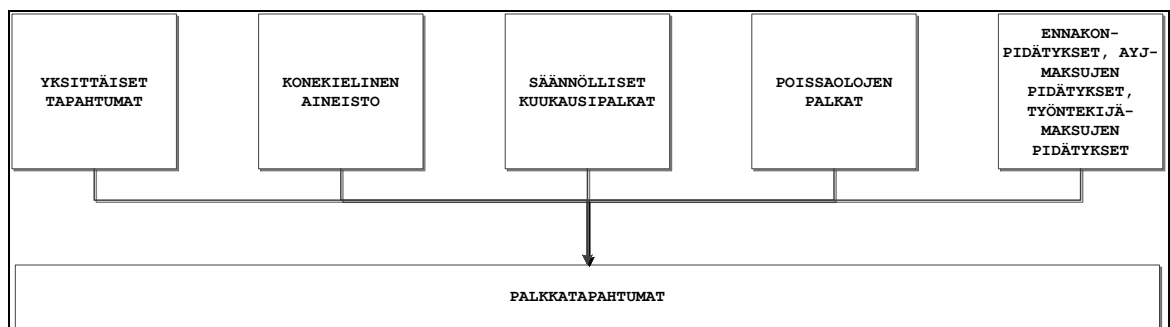 YKSITTÄISET
TAPAHTUMAT
KONEKIELINEN
AINEISTO
SÄÄNNÖLLISET
KUUKAUSIPALKAT
POISSAOLOJEN
PALKAT
ENNAKON-
PIDÄTYKSET, AYJ-
MAKSUJEN
PIDÄTYKSET,
TYÖNTEKIJÄ-
MAKSUJEN
PIDÄTYKSET
PALKKATAPAHTUMAT